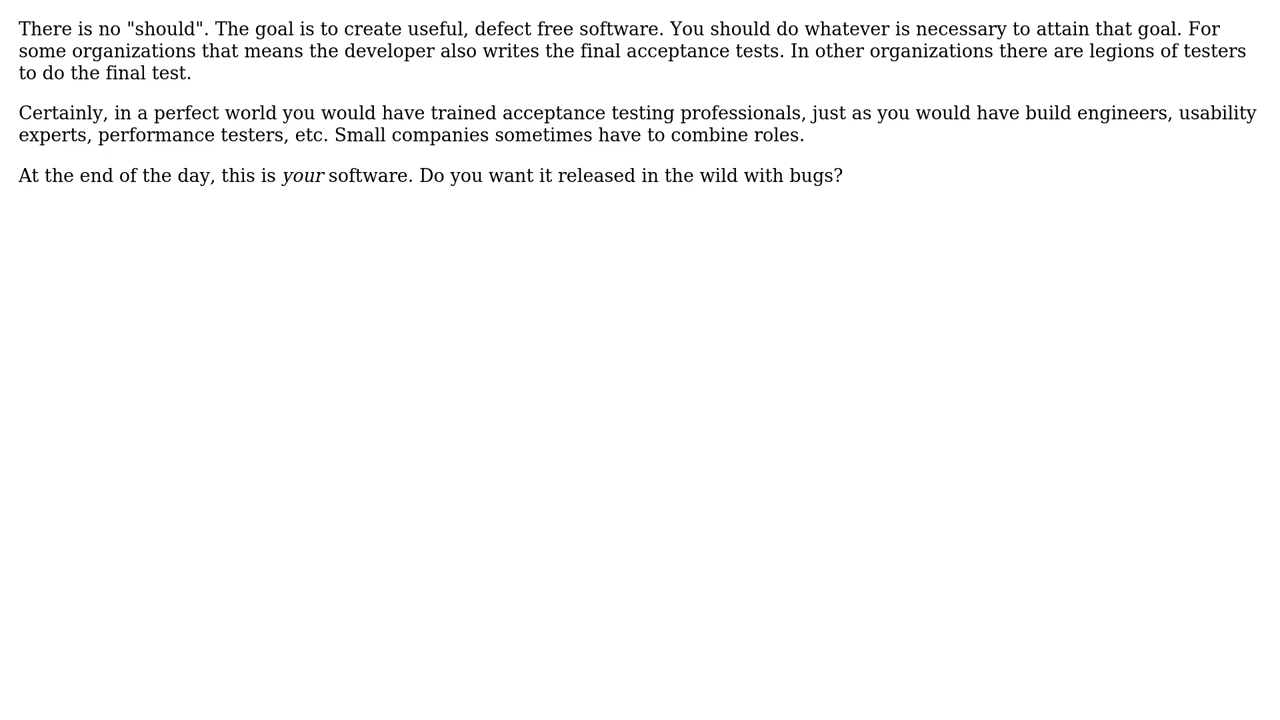 There is no "should". The goal is to create useful, defect free software. You should do whatever is necessary to attain that goal. For
some organizations that means the developer also writes the final acceptance tests. In other organizations there are legions of testers
to do the final test.
Certainly, in a perfect world you would have trained acceptance testing professionals, just as you would have build engineers, usability
experts, performance testers, etc. Small companies sometimes have to combine roles.
At the end of the day, this is your software. Do you want it released in the wild with bugs?